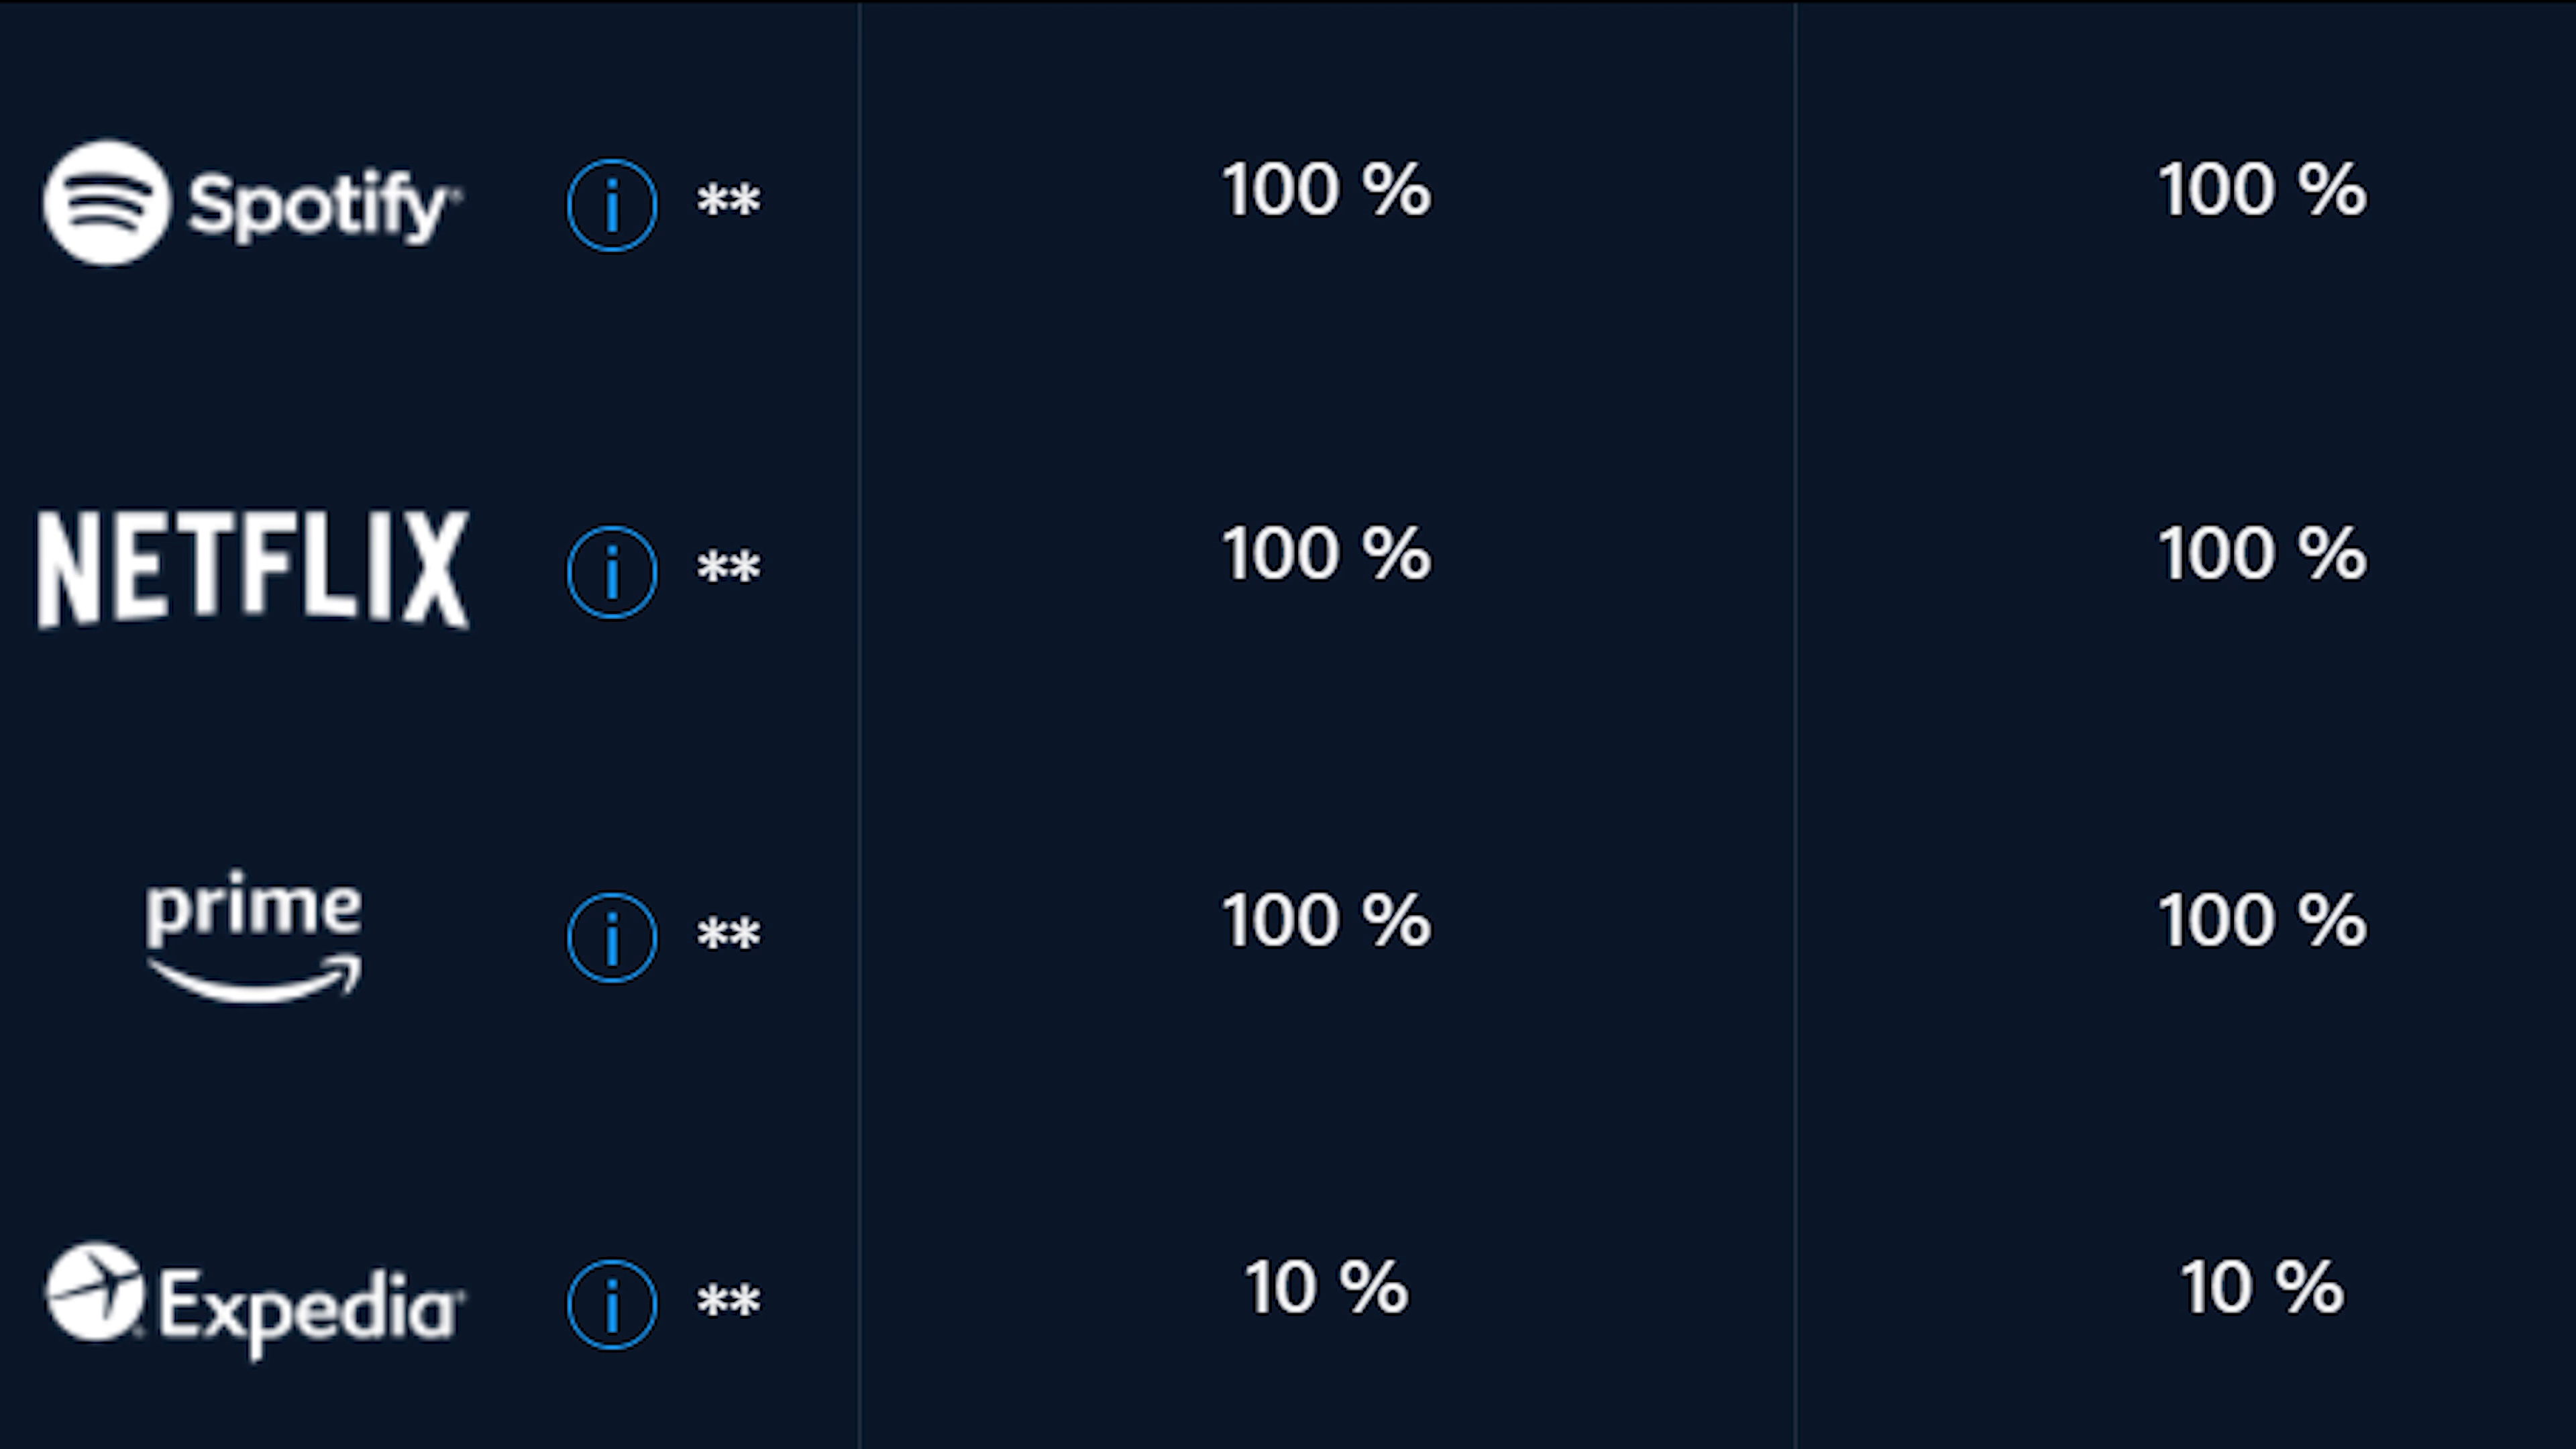 Spotify ⓘ ** 100 % 100 %
NETFLIX ⓘ ** 100 % 100 %
prime ⓘ ** 100 % 100 %
Expedia ⓘ ** 10 % 10 %